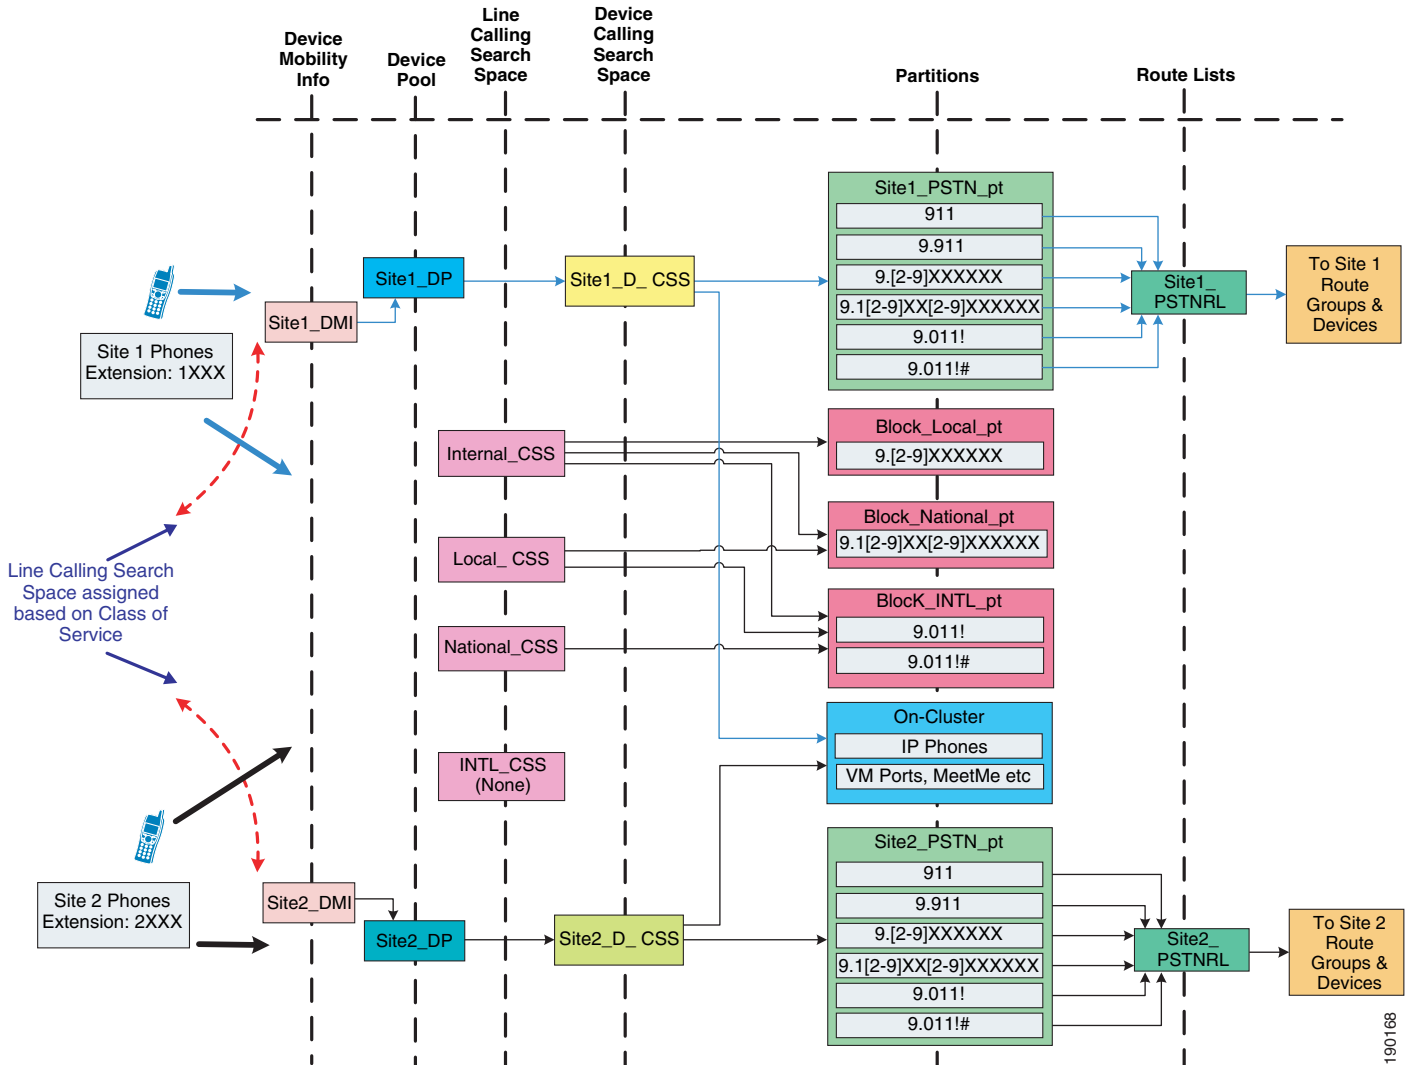 Device
Mobility
Info
Device
Pool
Line
Calling
Search
Space
Device
Calling
Search
Space
Partitions
Route Lists
Site 1 Phones
Extension: 1XXX
Site1_DMI
Site1_DP
Site1_D_ CSS
Site1_PSTN_pt
911
9.911
9.[2-9]XXXXXX
9.1[2-9]XX[2-9]XXXXXX
9.011!
9.011!#
Site1_
PSTNRL
To Site 1
Route
Groups &
Devices
Internal_CSS
Block_Local_pt
9.[2-9]XXXXXX
Block_National_pt
9.1[2-9]XX[2-9]XXXXXX
Local_ CSS
Line Calling Search
Space assigned
based on Class of
Service
BlocK_INTL_pt
9.011!
9.011!#
National_CSS
On-Cluster
IP Phones
VM Ports, MeetMe etc
INTL_CSS
(None)
Site 2 Phones
Extension: 2XXX
Site2_DMI
Site2_DP
Site2_D_ CSS
Site2_PSTN_pt
911
9.911
9.[2-9]XXXXXX
9.1[2-9]XX[2-9]XXXXXX
9.011!
9.011!#
Site2_
PSTNRL
To Site 2
Route
Groups &
Devices
190168